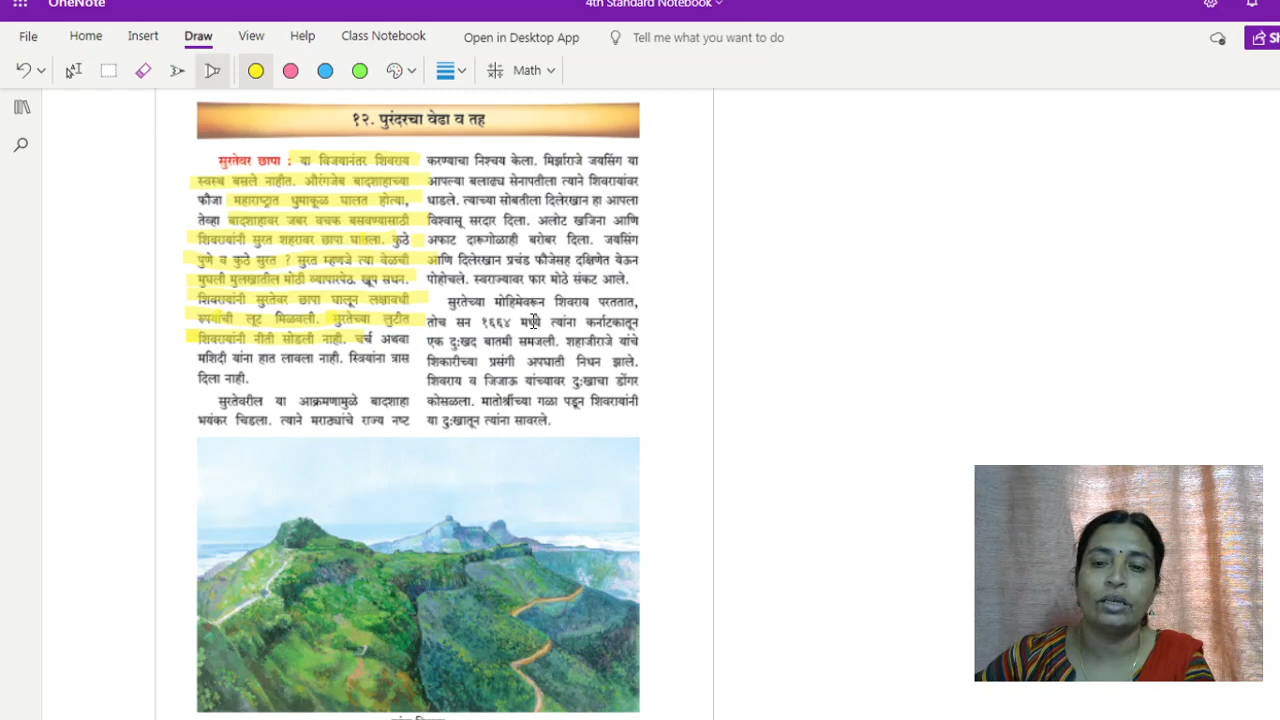 OneNote
4th Standard Notebook
File Home Insert Draw View Help Class Notebook Open in Desktop App Tell me what you want to do
Math
१२. पुरंदरचा वेढा व तह
सुरतेवर छापा : या विजयानंतर शिवराय
स्वस्थ बसले नाहीत. औरंगजेब बादशाहाच्या
फौजा महाराष्ट्रात धुमाकूळ घालत होत्या,
तेव्हा बादशाहावर जबर वचक बसवण्यासाठी
शिवरायांनी सुरत शहरावर छापा घातला. कुठे
पुणे व कुठे सुरत ? सुरत म्हणजे त्या वेळची
मुघली मुलखातील मोठी व्यापारपेठ. खूप सधन.
शिवरायांनी सुरतेवर छापा घालून लक्षावधी
रुपयांची लूट मिळवली. सुरतेच्या लुटीत
शिवरायांनी नीती सोडली नाही. चर्च अथवा
मशिदी यांना हात लावला नाही. स्त्रियांना त्रास
दिला नाही.
सुरतेवरील या आक्रमणामुळे बादशाहा
भयंकर चिडला. त्याने मराठ्यांचे राज्य नष्ट
करण्याचा निश्चय केला. मिर्झाराजे जयसिंग या
आपल्या बलाढ्य सेनापतीला त्याने शिवरायांवर
धाडले. त्याच्या सोबतीला दिलेरखान हा आपला
विश्वासू सरदार दिला. अलोट खजिना आणि
अफाट दारूगोळाही बरोबर दिला. जयसिंग
आणि दिलेरखान प्रचंड फौजेसह दक्षिणेत येऊन
पोहोचले. स्वराज्यावर फार मोठे संकट आले.
सुरतेच्या मोहिमेवरून शिवराय परततात,
तोच सन १६६४ मध्ये त्यांना कर्नाटकातून
एक दुःखद बातमी समजली. शहाजीराजे यांचे
शिकारीच्या प्रसंगी अपघाती निधन झाले.
शिवराय व जिजाऊ यांच्यावर दुःखाचा डोंगर
कोसळला. मातोश्रींच्या गळा पडून शिवरायांनी
या दुःखातून त्यांना सावरले.